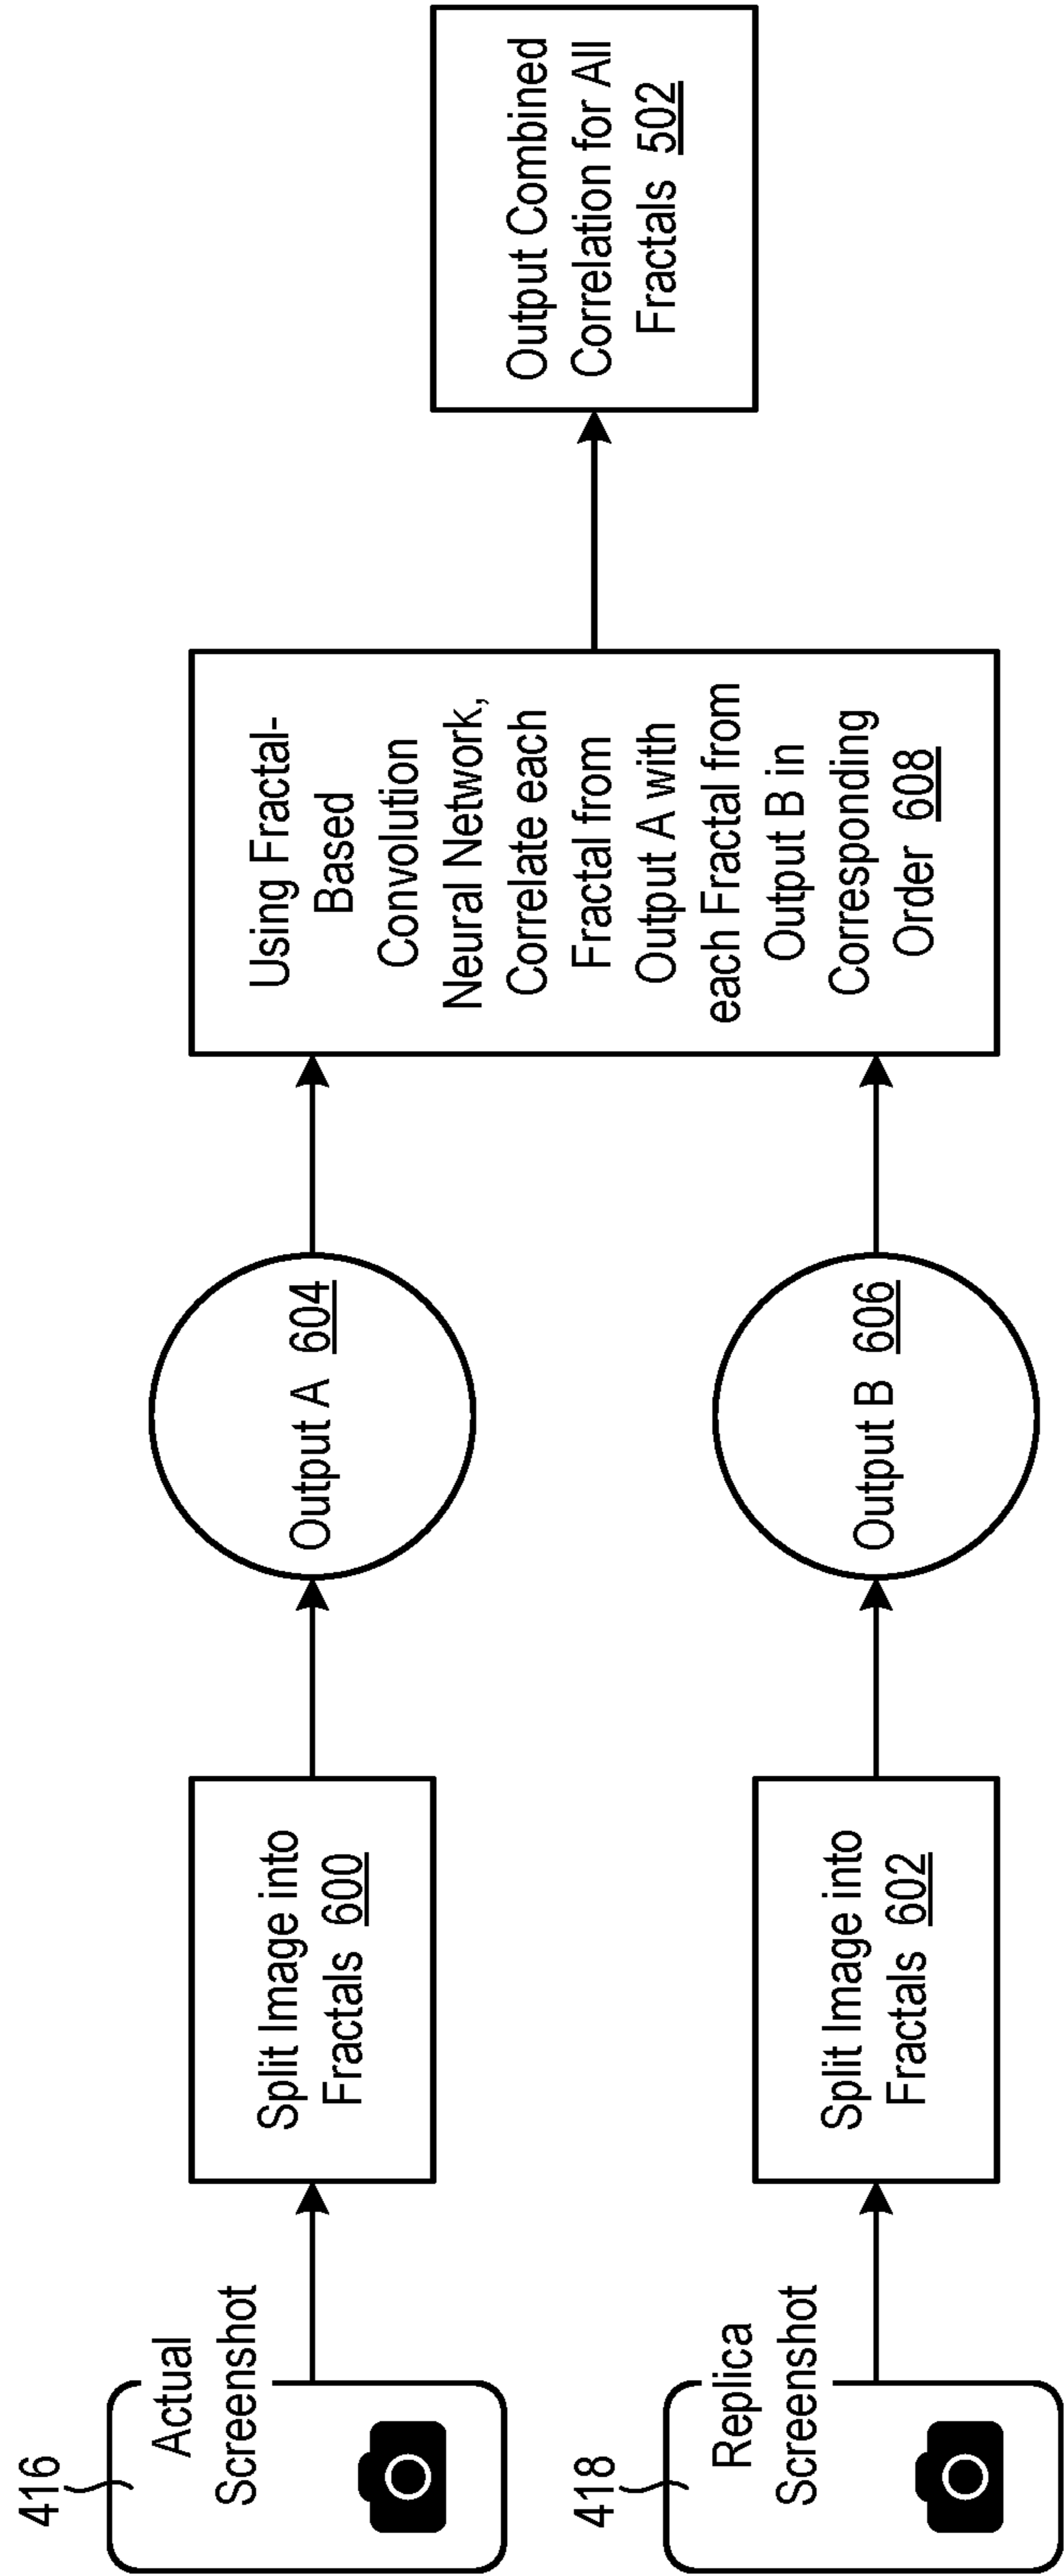 416
Actual
Screenshot
Split Image into
Fractals 600
Output A 604
418
Replica
Screenshot
Split Image into
Fractals 602
Output B 606
Using Fractal-
Based
Convolution
Neural Network,
Correlate each
Fractal from
Output A with
each Fractal from
Output B in
Corresponding
Order 608
Output Combined
Correlation for All
Fractals 502